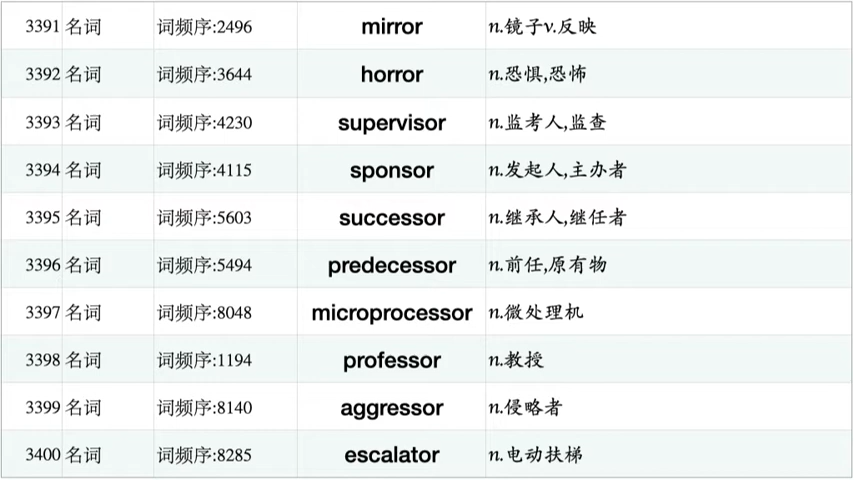 3391 名词 词频序:2496 mirror n.镜子v.反映
3392 名词 词频序:3644 horror n.恐惧,恐怖
3393 名词 词频序:4230 supervisor n.监考人,监查
3394 名词 词频序:4115 sponsor n.发起人,主办者
3395 名词 词频序:5603 successor n.继承人,继任者
3396 名词 词频序:5494 predecessor n.前任,原有物
3397 名词 词频序:8048 microprocessor n.微处理机
3398 名词 词频序:1194 professor n.教授
3399 名词 词频序:8140 aggressor n.侵略者
3400 名词 词频序:8285 escalator n.电动扶梯